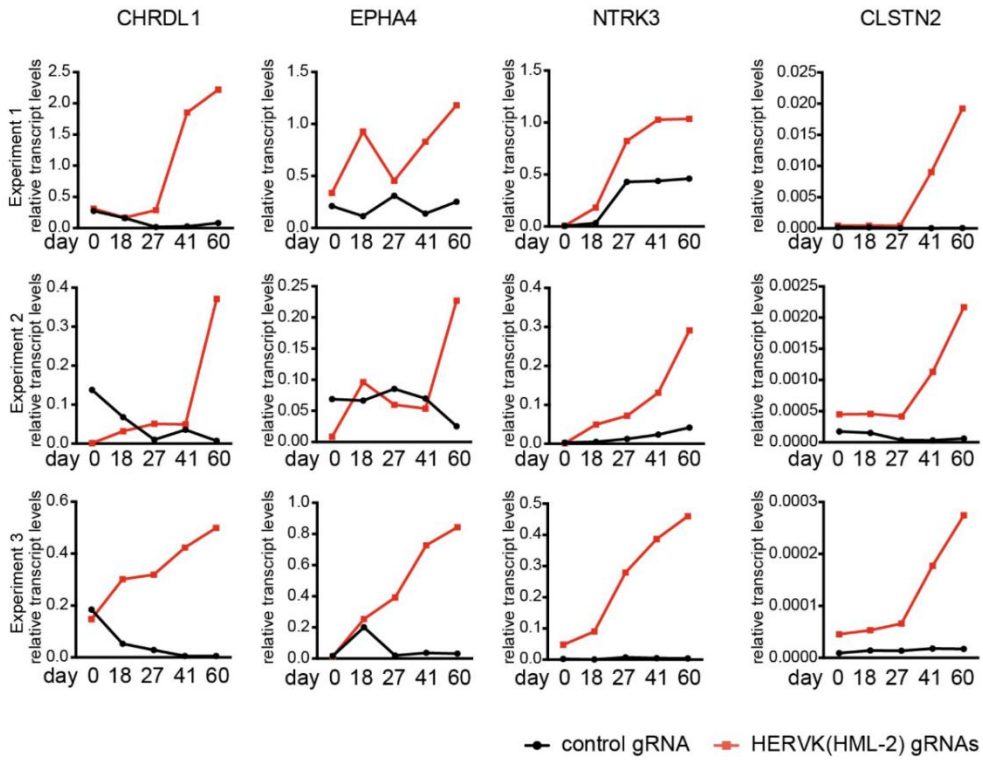 CHRDL1 EPHA4 NTRK3 CLSTN2
Experiment 1
relative transcript levels
2.5
2.0
1.5
1.0
0.5
0.0
day 0 18 27 41 60
relative transcript levels
1.5
1.0
0.5
0.0
day 0 18 27 41 60
relative transcript levels
1.5
1.0
0.5
0.0
day 0 18 27 41 60
relative transcript levels
0.025
0.020
0.015
0.010
0.005
0.000
day 0 18 27 41 60
Experiment 2
relative transcript levels
0.4
0.3
0.2
0.1
0.0
day 0 18 27 41 60
relative transcript levels
0.25
0.20
0.15
0.10
0.05
0.00
day 0 18 27 41 60
relative transcript levels
0.4
0.3
0.2
0.1
0.0
day 0 18 27 41 60
relative transcript levels
0.0025
0.0020
0.0015
0.0010
0.0005
0.0000
day 0 18 27 41 60
Experiment 3
relative transcript levels
0.6
0.4
0.2
0.0
day 0 18 27 41 60
relative transcript levels
1.0
0.8
0.6
0.4
0.2
0.0
day 0 18 27 41 60
relative transcript levels
0.5
0.4
0.3
0.2
0.1
0.0
day 0 18 27 41 60
relative transcript levels
0.0003
0.0002
0.0001
0.0000
day 0 18 27 41 60
control gRNA HERVK(HML-2) gRNAs